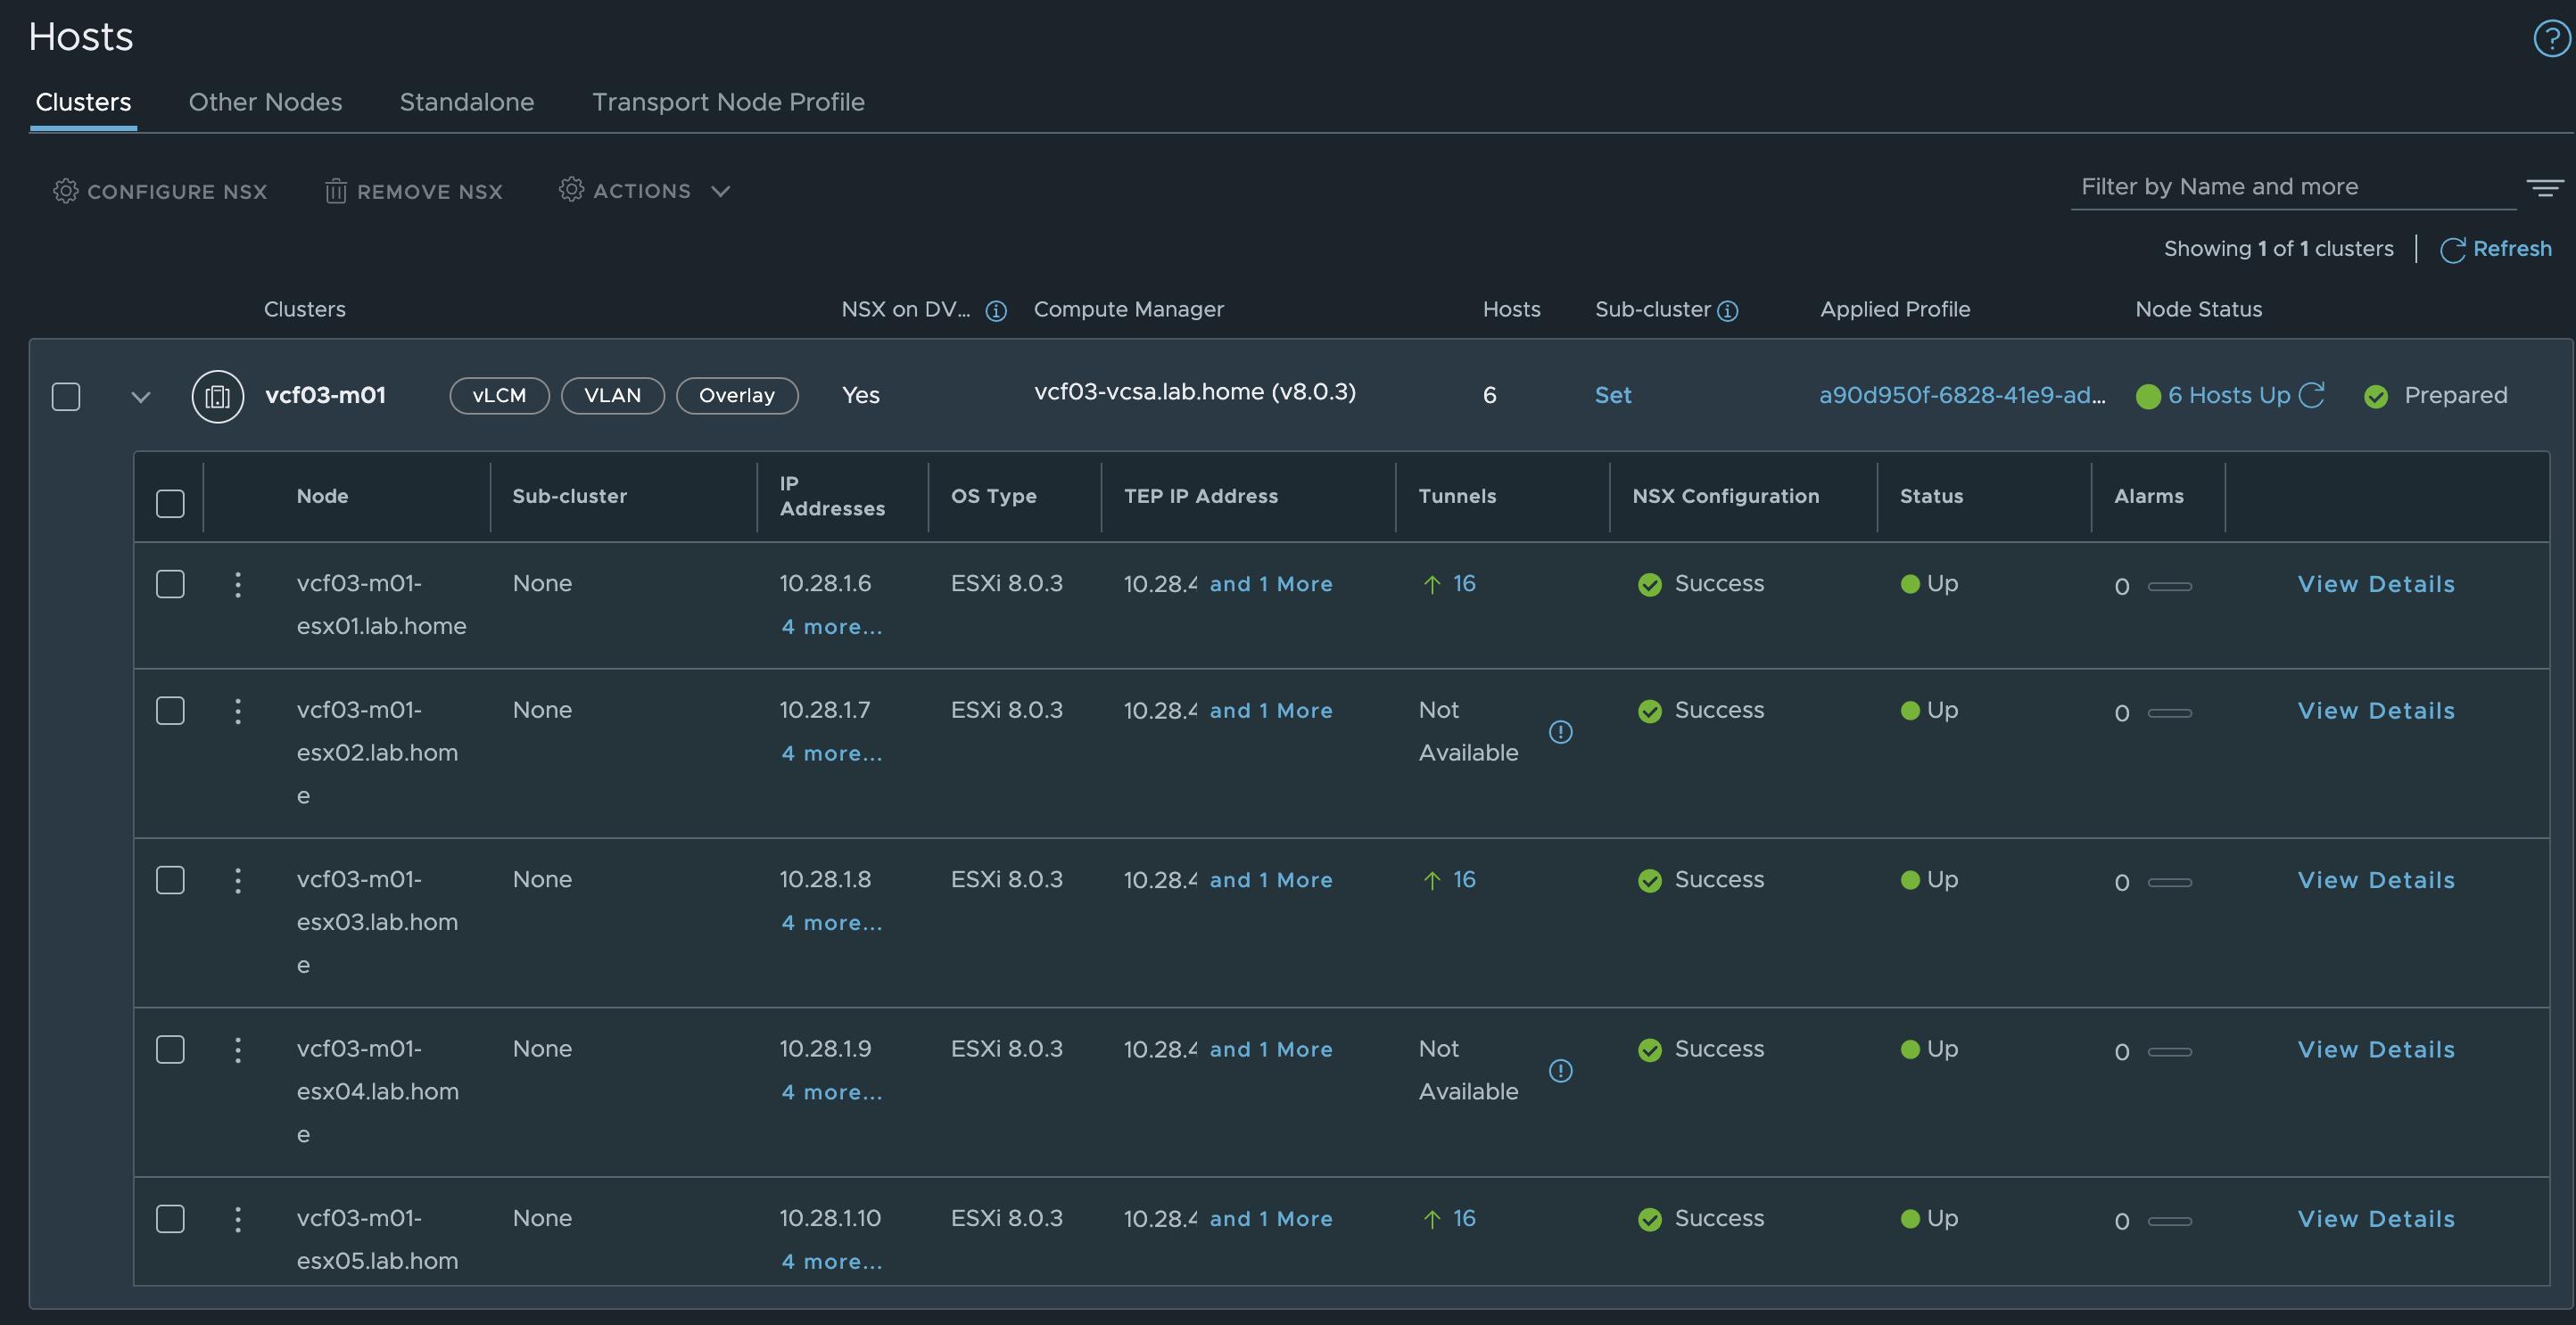 Hosts
?
Clusters Other Nodes Standalone Transport Node Profile
CONFIGURE NSX REMOVE NSX ACTIONS Filter by Name and more
Showing 1 of 1 clusters Refresh
Clusters NSX on DV... Compute Manager Hosts Sub-cluster Applied Profile Node Status
vcf03-m01 vLCM VLAN Overlay Yes vcf03-vcsa.lab.home (v8.0.3) 6 Set a90d950f-6828-41e9-ad... 6 Hosts Up Prepared
Node Sub-cluster IP Addresses OS Type TEP IP Address Tunnels NSX Configuration Status Alarms
vcf03-m01- None 10.28.1.6 ESXi 8.0.3 10.28.4 and 1 More 16 Success Up 0 View Details
esx01.lab.home 4 more...
vcf03-m01- None 10.28.1.7 ESXi 8.0.3 10.28.4 and 1 More Not Success Up 0 View Details
esx02.lab.hom 4 more... Available
e
vcf03-m01- None 10.28.1.8 ESXi 8.0.3 10.28.4 and 1 More 16 Success Up 0 View Details
esx03.lab.hom 4 more...
e
vcf03-m01- None 10.28.1.9 ESXi 8.0.3 10.28.4 and 1 More Not Success Up 0 View Details
esx04.lab.hom 4 more... Available
e
vcf03-m01- None 10.28.1.10 ESXi 8.0.3 10.28.4 and 1 More 16 Success Up 0 View Details
esx05.lab.hom 4 more...